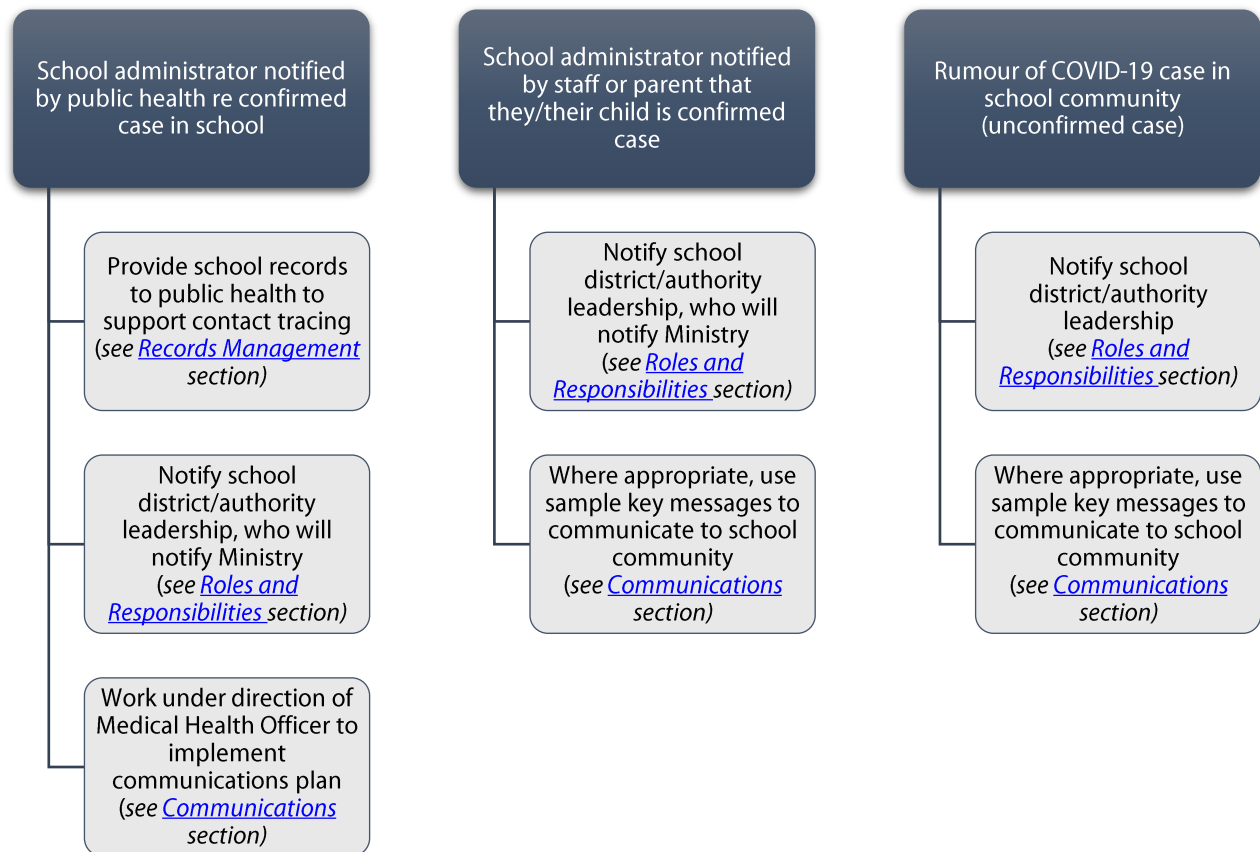 School administrator notified
by public health re confirmed
case in school
Provide school records
to public health to
support contact tracing
(see Records Management
section)
Notify school
district/authority
leadership, who will
notify Ministry
(see Roles and
Responsibilities section)
Work under direction of
Medical Health Officer to
implement
communications plan
(see Communications
section)
School administrator notified
by staff or parent that
they/their child is confirmed
case
Notify school
district/authority
leadership, who will
notify Ministry
(see Roles and
Responsibilities section)
Where appropriate, use
sample key messages to
communicate to school
community
(see Communications
section)
Rumour of COVID-19 case in
school community
(unconfirmed case)
Notify school
district/authority
leadership
(see Roles and
Responsibilities section)
Where appropriate, use
sample key messages to
communicate to school
community
(see Communications
section)